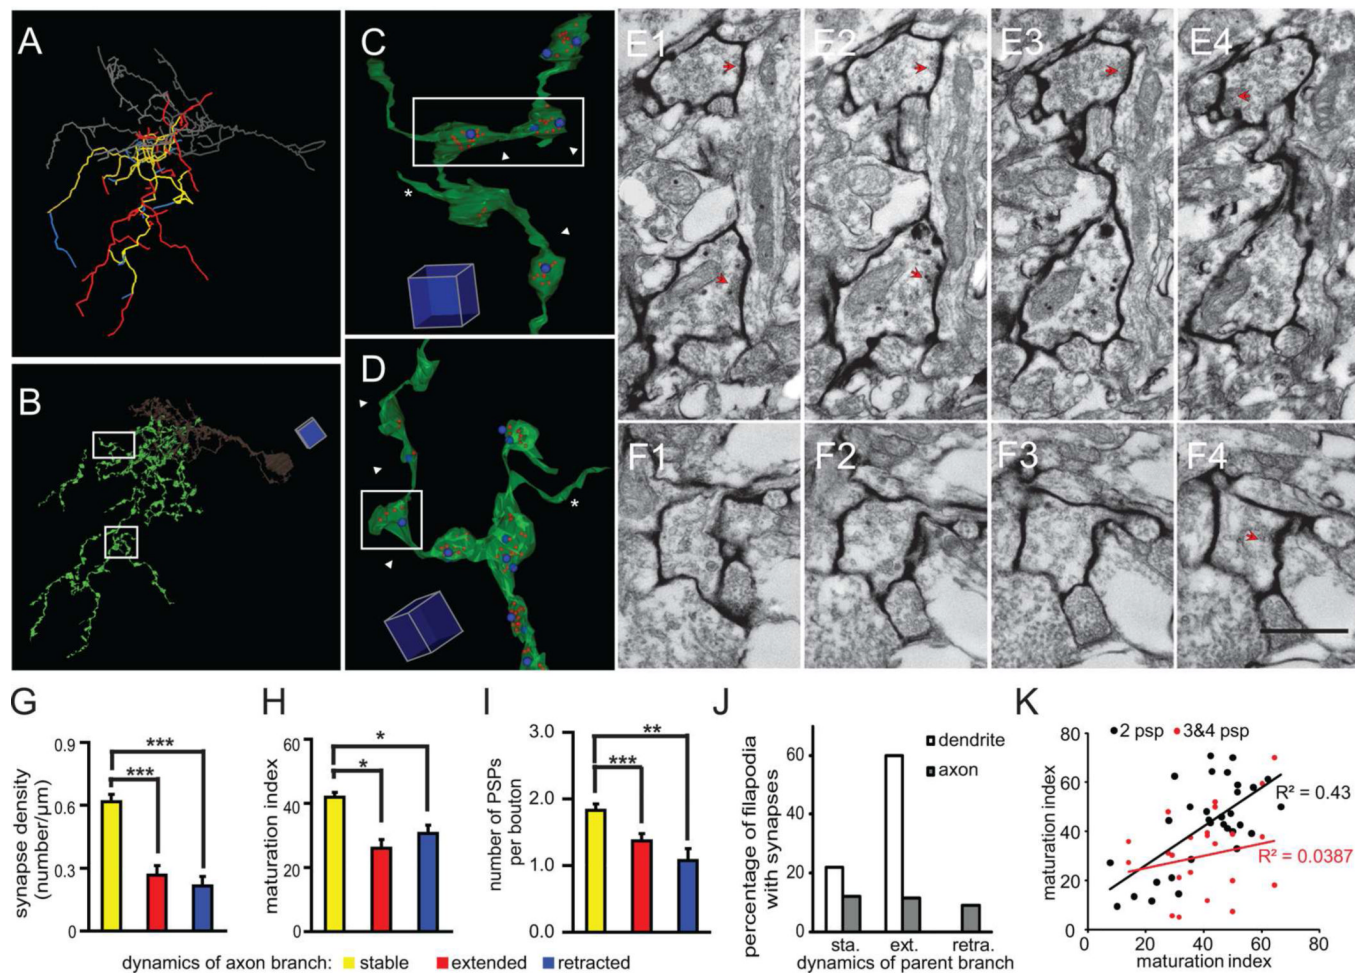 A
B
C
*
D
*
E1
E2
E3
E4
F1
F2
F3
F4
G
synapse density
(number/µm)
0.9
0.6
0.3
0
***
***
H
maturation index
60
40
20
0
*
*
I
number of PSPs
per bouton
3.0
2.0
1.0
0.0
**
***
J
percentage of filapodia
with synapses
60
40
20
0
dendrite
axon
sta. ext. retra.
dynamics of parent branch
K
maturation index
80
60
40
20
0
2 psp 3&4 psp
R² = 0.43
R² = 0.0387
0 20 40 60 80
maturation index
dynamics of axon branch: stable extended retracted